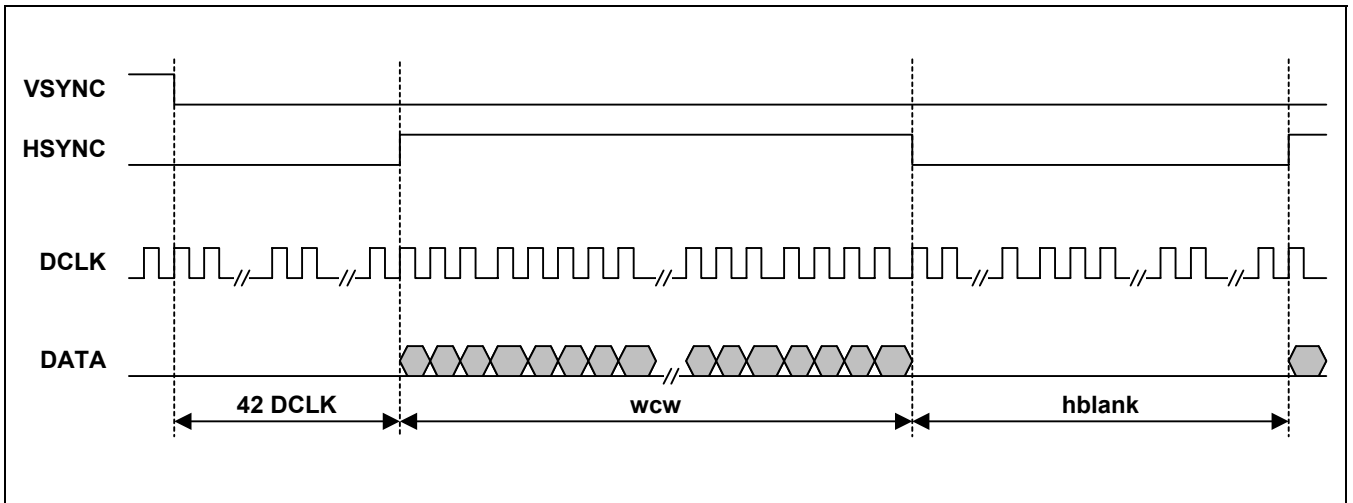 VSYNC
HSYNC
DCLK
DATA
42 DCLK
wcw
hblank